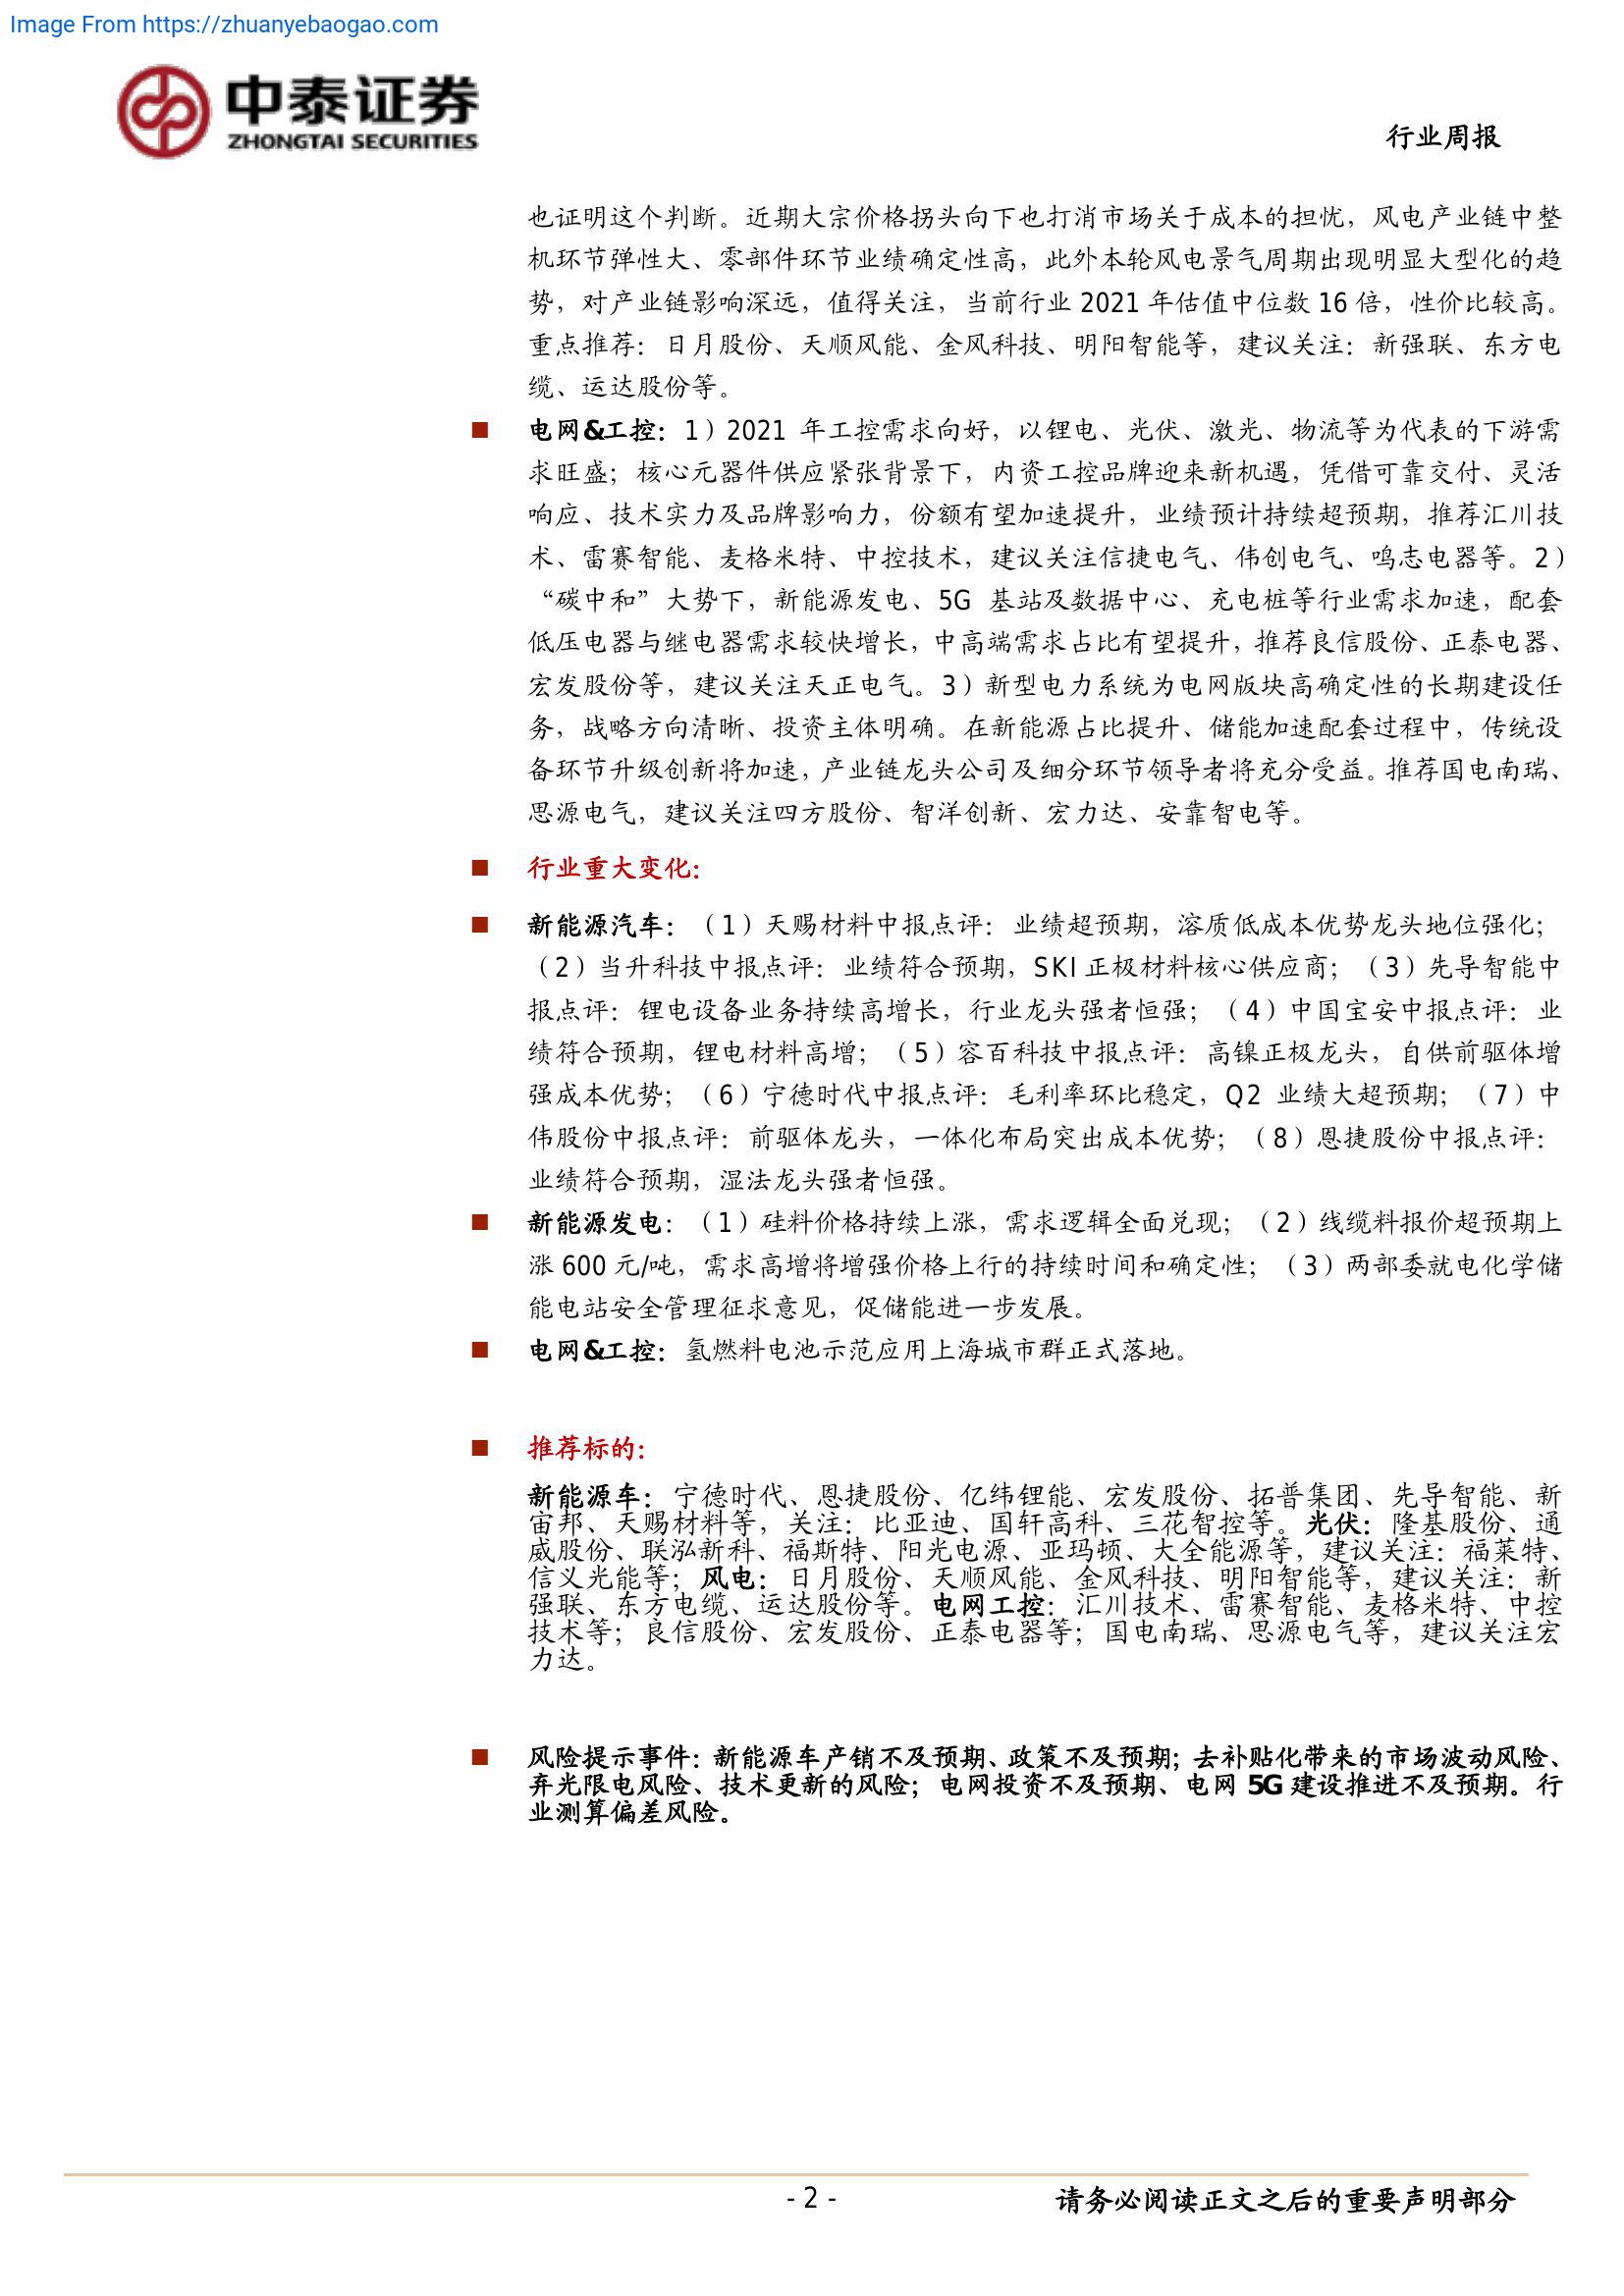 Image From https://zhuanyebaogao.com
中泰证券
ZHONGTAI SECURITIES
行业周报
也证明这个判断。近期大宗价格拐头向下也打消市场关于成本的担忧，风电产业链中整
机环节弹性大、零部件环节业绩确定性高，此外本轮风电景气周期出现明显大型化的趋
势，对产业链影响深远，值得关注，当前行业 2021 年估值中位数 16 倍，性价比较高。
重点推荐：日月股份、天顺风能、金风科技、明阳智能等，建议关注：新强联、东方电
缆、运达股份等。
■ 电网&工控：1）2021 年工控需求向好，以锂电、光伏、激光、物流等为代表的下游需
求旺盛；核心元器件供应紧张背景下，内资工控品牌迎来新机遇，凭借可靠交付、灵活
响应、技术实力及品牌影响力，份额有望加速提升，业绩预计持续超预期，推荐汇川技
术、雷赛智能、麦格米特、中控技术，建议关注信捷电气、伟创电气、鸣志电器等。2）
“碳中和”大势下，新能源发电、5G 基站及数据中心、充电桩等行业需求加速，配套
低压电器与继电器需求较快增长，中高端需求占比有望提升，推荐良信股份、正泰电器、
宏发股份等，建议关注天正电气。3）新型电力系统为电网版块高确定性的长期建设任
务，战略方向清晰、投资主体明确。在新能源占比提升、储能加速配套过程中，传统设
备环节升级创新将加速，产业链龙头公司及细分环节领导者将充分受益。推荐国电南瑞、
思源电气，建议关注四方股份、智洋创新、宏力达、安靠智电等。
■ 行业重大变化：
■ 新能源汽车：（1）天赐材料中报点评：业绩超预期，溶质低成本优势龙头地位强化；
（2）当升科技中报点评：业绩符合预期，SKI 正极材料核心供应商；（3）先导智能中
报点评：锂电设备业务持续高增长，行业龙头强者恒强；（4）中国宝安中报点评：业
绩符合预期，锂电材料高增；（5）容百科技中报点评：高镍正极龙头，自供前驱体增
强成本优势；（6）宁德时代中报点评：毛利率环比稳定，Q2 业绩大超预期；（7）中
伟股份中报点评：前驱体龙头，一体化布局突出成本优势；（8）恩捷股份中报点评：
业绩符合预期，湿法龙头强者恒强。
■ 新能源发电：（1）硅料价格持续上涨，需求逻辑全面兑现；（2）线缆料报价超预期上
涨 600 元/吨，需求高增将增强价格上行的持续时间和确定性；（3）两部委就电化学储
能电站安全管理征求意见，促储能进一步发展。
■ 电网&工控：氢燃料电池示范应用上海城市群正式落地。
■ 推荐标的：
新能源车：宁德时代、恩捷股份、亿纬锂能、宏发股份、拓普集团、先导智能、新
宙邦、天赐材料等，关注：比亚迪、国轩高科、三花智控等。光伏：隆基股份、通
威股份、联泓新科、福斯特、阳光电源、亚玛顿、大全能源等，建议关注：福莱特、
信义光能等；风电：日月股份、天顺风能、金风科技、明阳智能等，建议关注：新
强联、东方电缆、运达股份等。电网工控：汇川技术、雷赛智能、麦格米特、中控
技术等；良信股份、宏发股份、正泰电器等；国电南瑞、思源电气等，建议关注宏
力达。
■ 风险提示事件：新能源车产销不及预期、政策不及预期；去补贴化带来的市场波动风险、
弃光限电风险、技术更新的风险；电网投资不及预期、电网 5G 建设推进不及预期。行
业测算偏差风险。
- 2 -
请务必阅读正文之后的重要声明部分